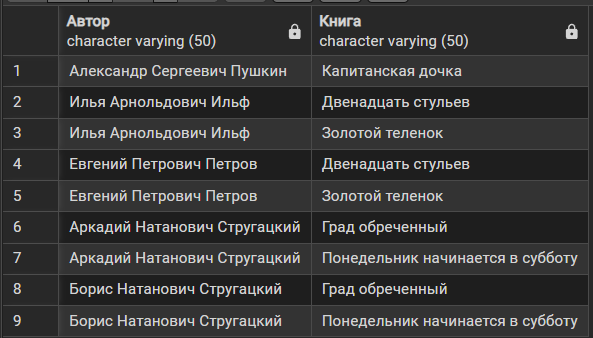 Автор Книга
character varying (50) character varying (50)
1 Александр Сергеевич Пушкин Капитанская дочка
2 Илья Арнольдович Ильф Двенадцать стульев
3 Илья Арнольдович Ильф Золотой теленок
4 Евгений Петрович Петров Двенадцать стульев
5 Евгений Петрович Петров Золотой теленок
6 Аркадий Натанович Стругацкий Град обреченный
7 Аркадий Натанович Стругацкий Понедельник начинается в субботу
8 Борис Натанович Стругацкий Град обреченный
9 Борис Натанович Стругацкий Понедельник начинается в субботу